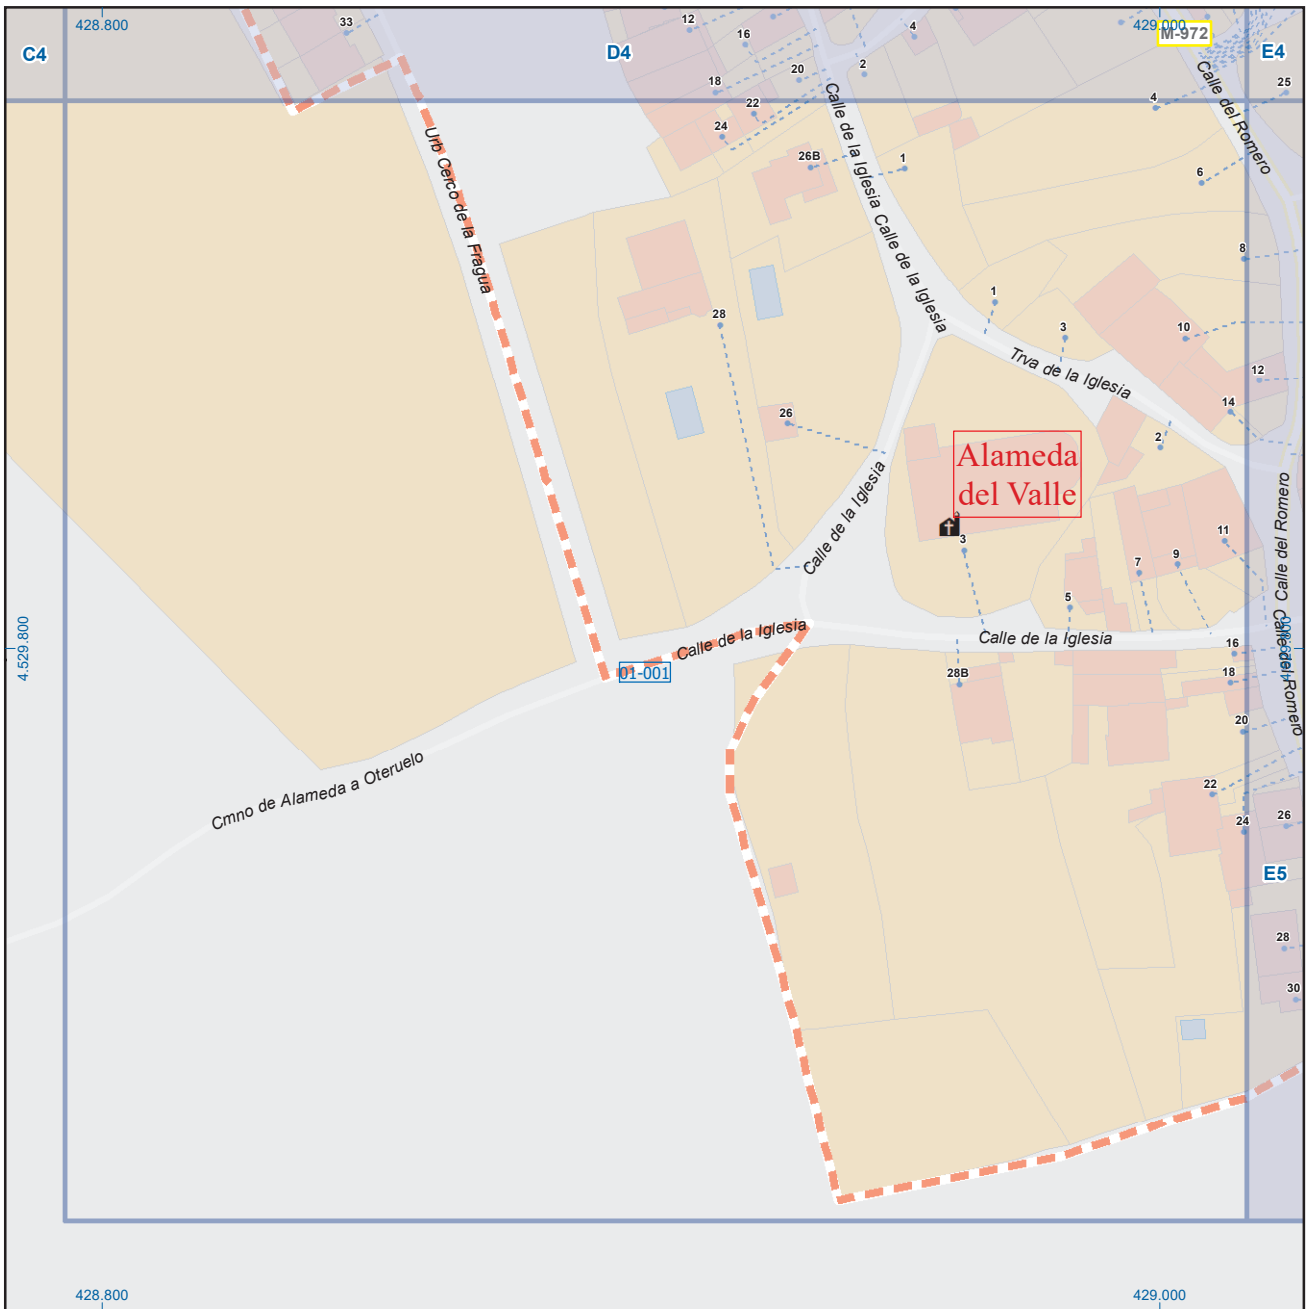 428.800
429.000
C4
D4
E4
M-972
33
12
16
4
2
20
18
22
24
4
25
26B
1
6
8
Urb Cerco de la Fragua
Calle de la Iglesia
Calle de la Iglesia
Calle del Romero
1
3
10
12
14
2
Trva de la Iglesia
28
26
Alameda
del Valle
Calle de la Iglesia
3
5
7
9
11
Calle del Romero
Calle del Romero
4.529.800
Calle de la Iglesia
Calle de la Iglesia
01-001
28B
16
18
20
22
24
26
Cmno de Alameda a Oteruelo
E5
28
30
428.800
429.000